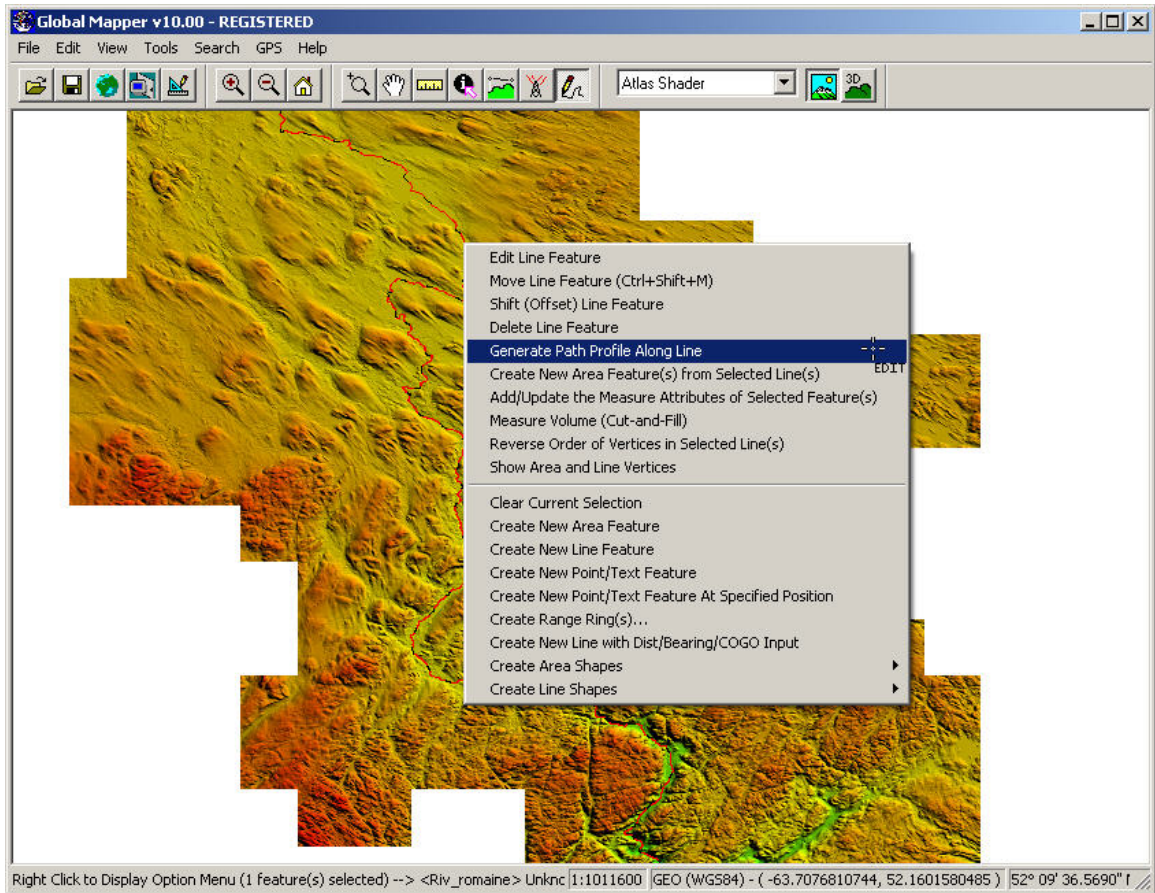 Global Mapper v10.00 - REGISTERED
File Edit View Tools Search GPS Help
Atlas Shader
3D
Edit Line Feature
Move Line Feature (Ctrl+Shift+M)
Shift (Offset) Line Feature
Delete Line Feature
Generate Path Profile Along Line
EDIT
Create New Area Feature(s) from Selected Line(s)
Add/Update the Measure Attributes of Selected Feature(s)
Measure Volume (Cut-and-Fill)
Reverse Order of Vertices in Selected Line(s)
Show Area and Line Vertices
Clear Current Selection
Create New Area Feature
Create New Line Feature
Create New Point/Text Feature
Create New Point/Text Feature At Specified Position
Create Range Ring(s)...
Create New Line with Dist/Bearing/COGO Input
Create Area Shapes
Create Line Shapes
Right Click to Display Option Menu (1 feature(s) selected) --> <Riv_romaine> Unknc 1:1011600 GEO (WGS84) - ( -63.7076810744, 52.1601580485 ) 52° 09' 36.5690"